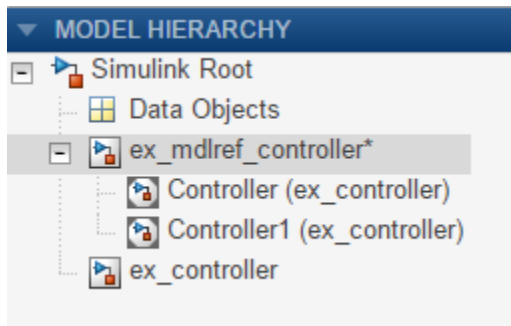 MODEL HIERARCHY
Simulink Root
Data Objects
ex_mdlref_controller*
Controller (ex_controller)
Controller1 (ex_controller)
ex_controller